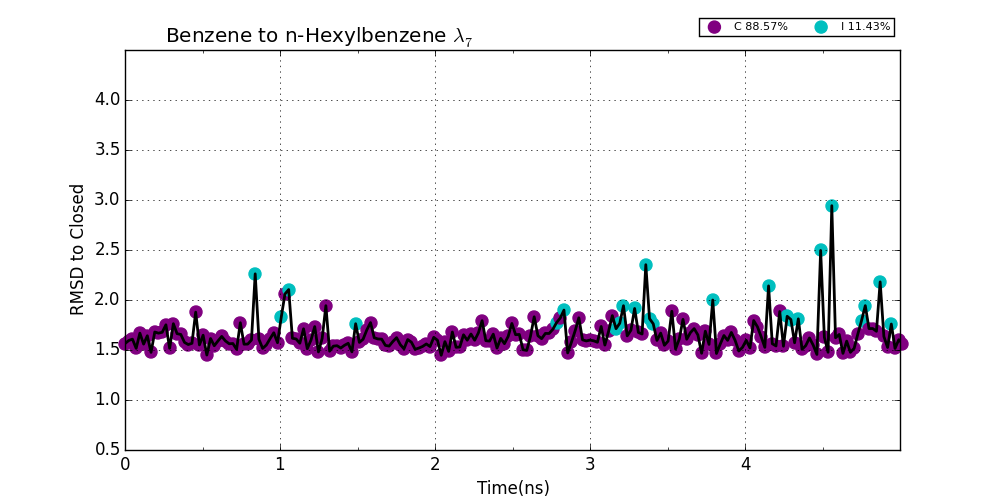 Benzene to n-Hexylbenzene λ₇
C 88.57% I 11.43%
RMSD to Closed
4.0
3.5
3.0
2.5
2.0
1.5
1.0
0.5
0 1 2 3 4
Time(ns)